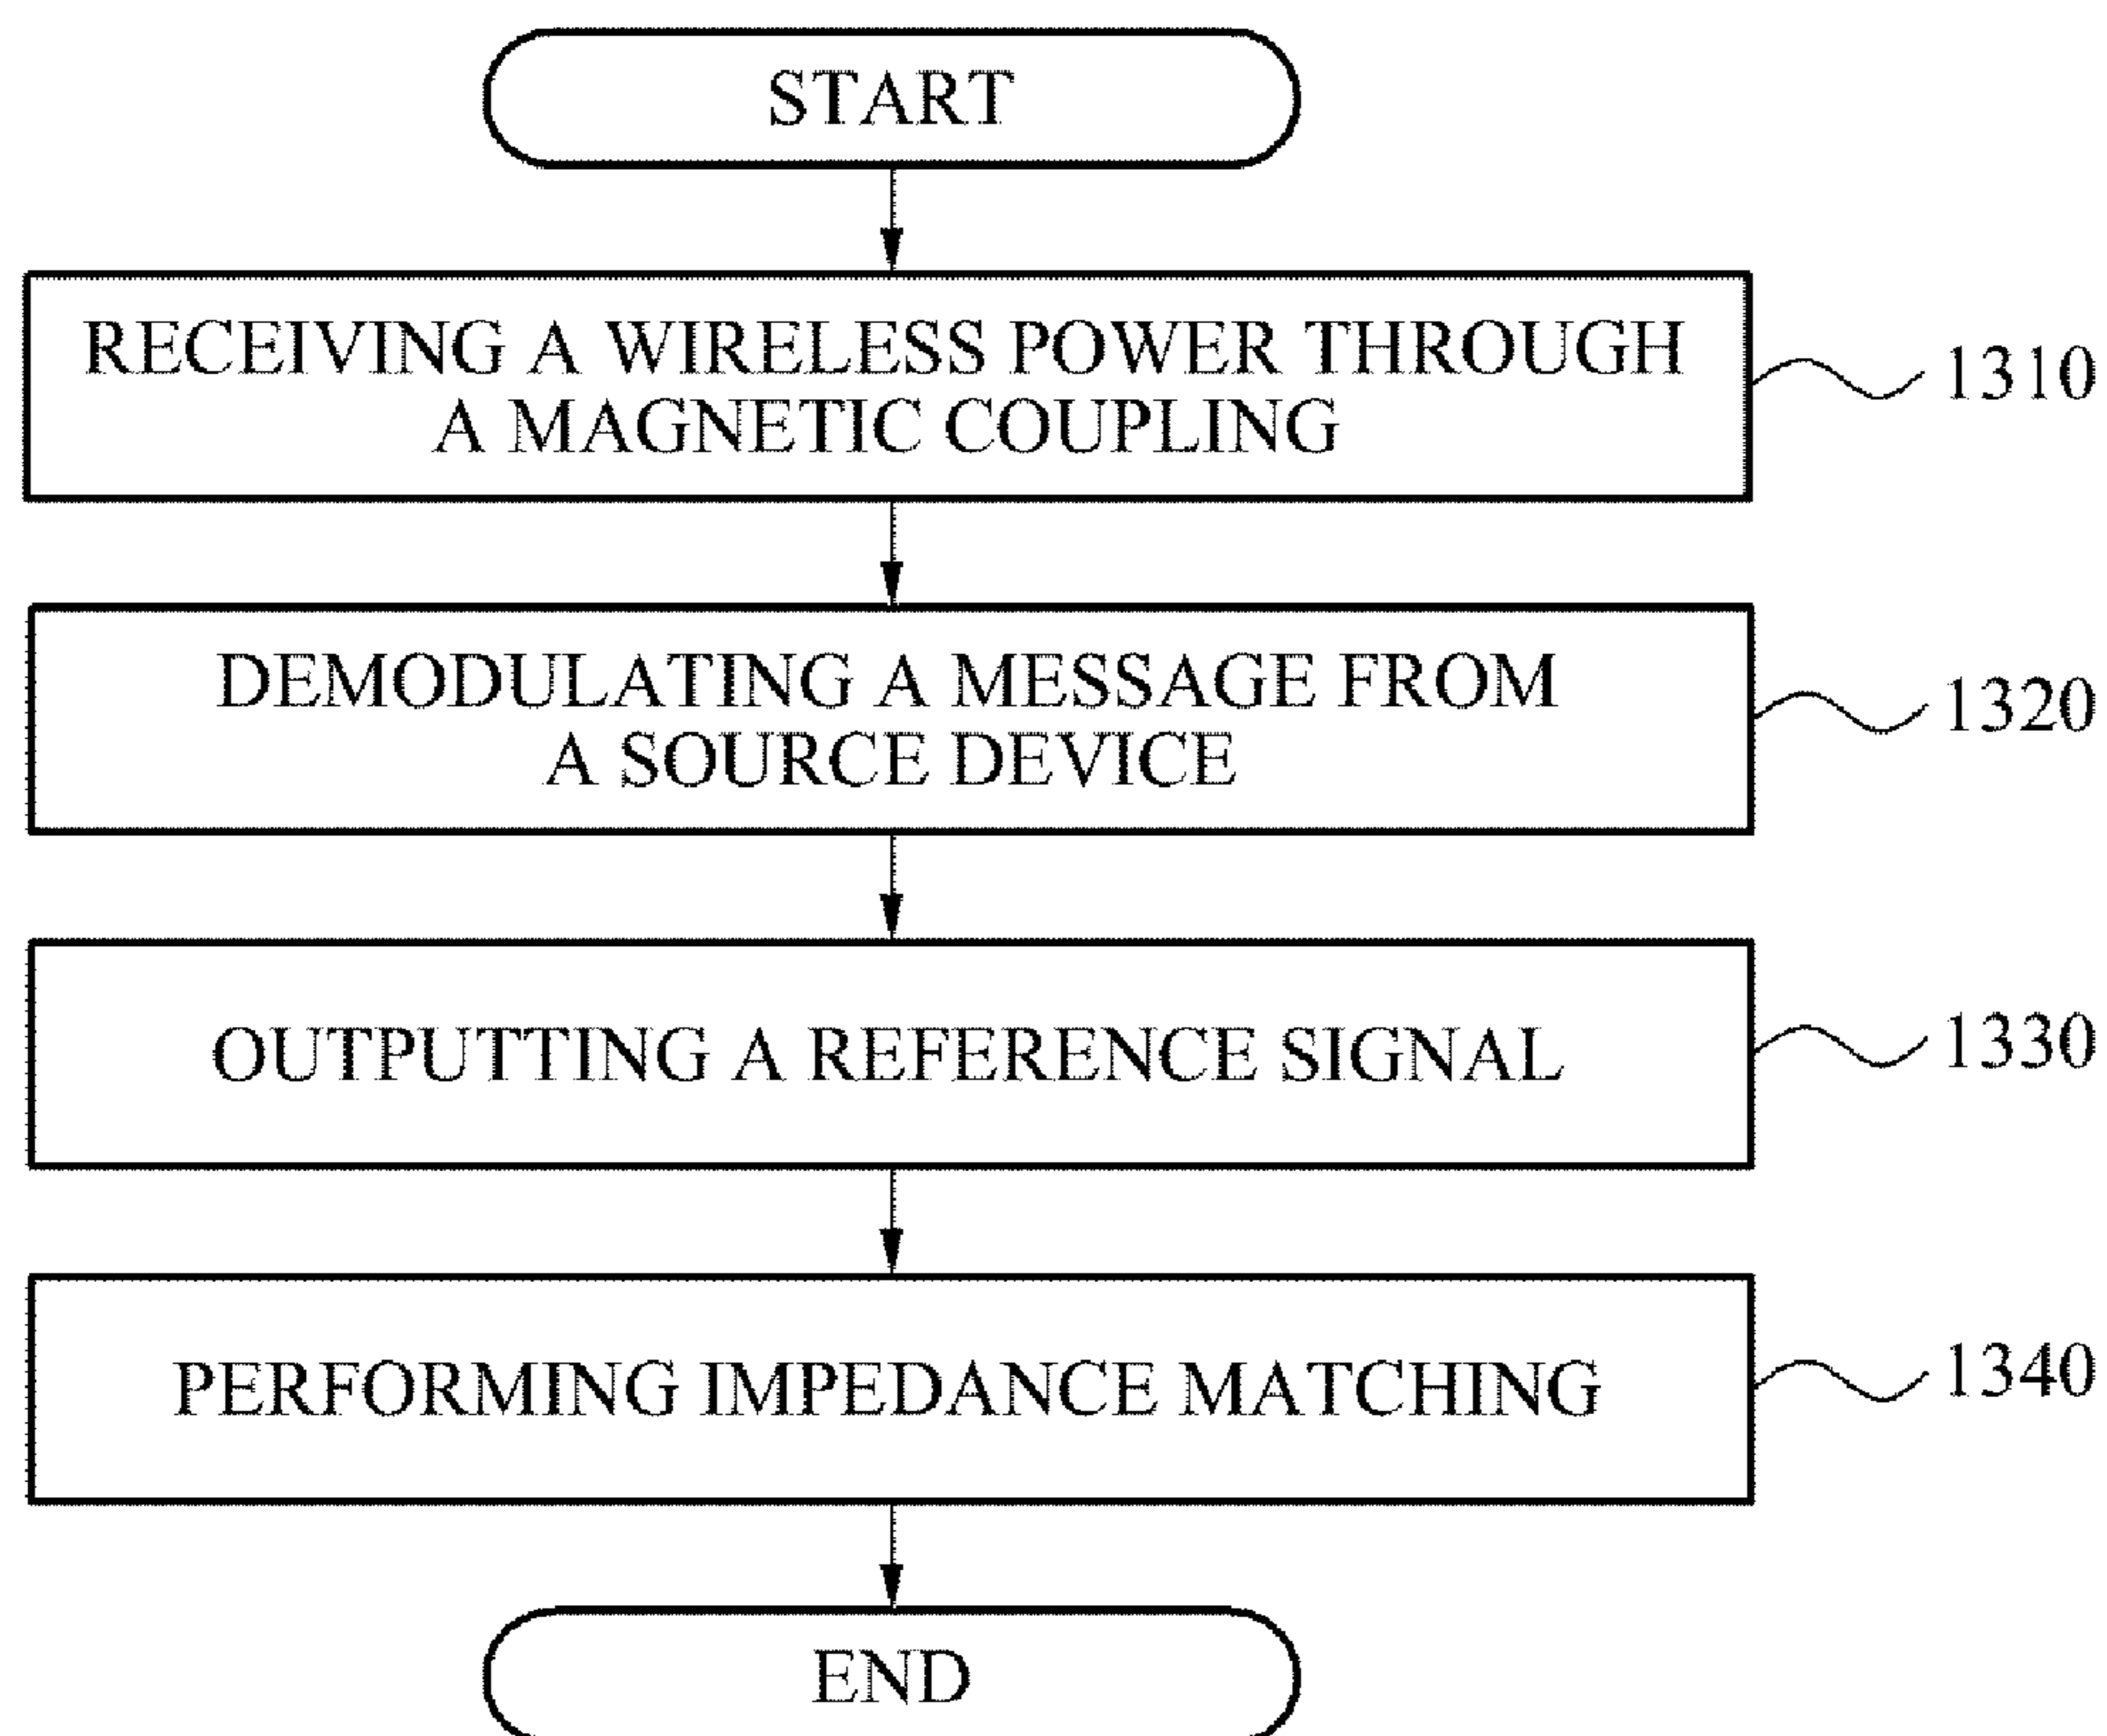 START
RECEIVING A WIRELESS POWER THROUGH
A MAGNETIC COUPLING
1310
DEMODULATING A MESSAGE FROM
A SOURCE DEVICE
1320
OUTPUTTING A REFERENCE SIGNAL
1330
PERFORMING IMPEDANCE MATCHING
1340
END